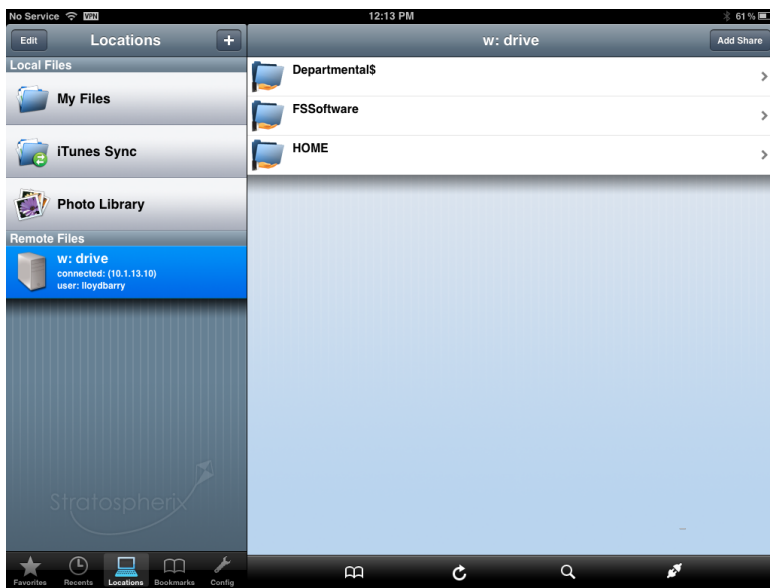 No Service VPN 12:13 PM 61%
Edit Locations + w: drive Add Share
Local Files
My Files
iTunes Sync
Photo Library
Remote Files
w: drive
connected: (10.1.13.10)
user: lloydbarry
Departmental$
FSSoftware
HOME
Stratospherix
Favorites Recents Locations Bookmarks Config